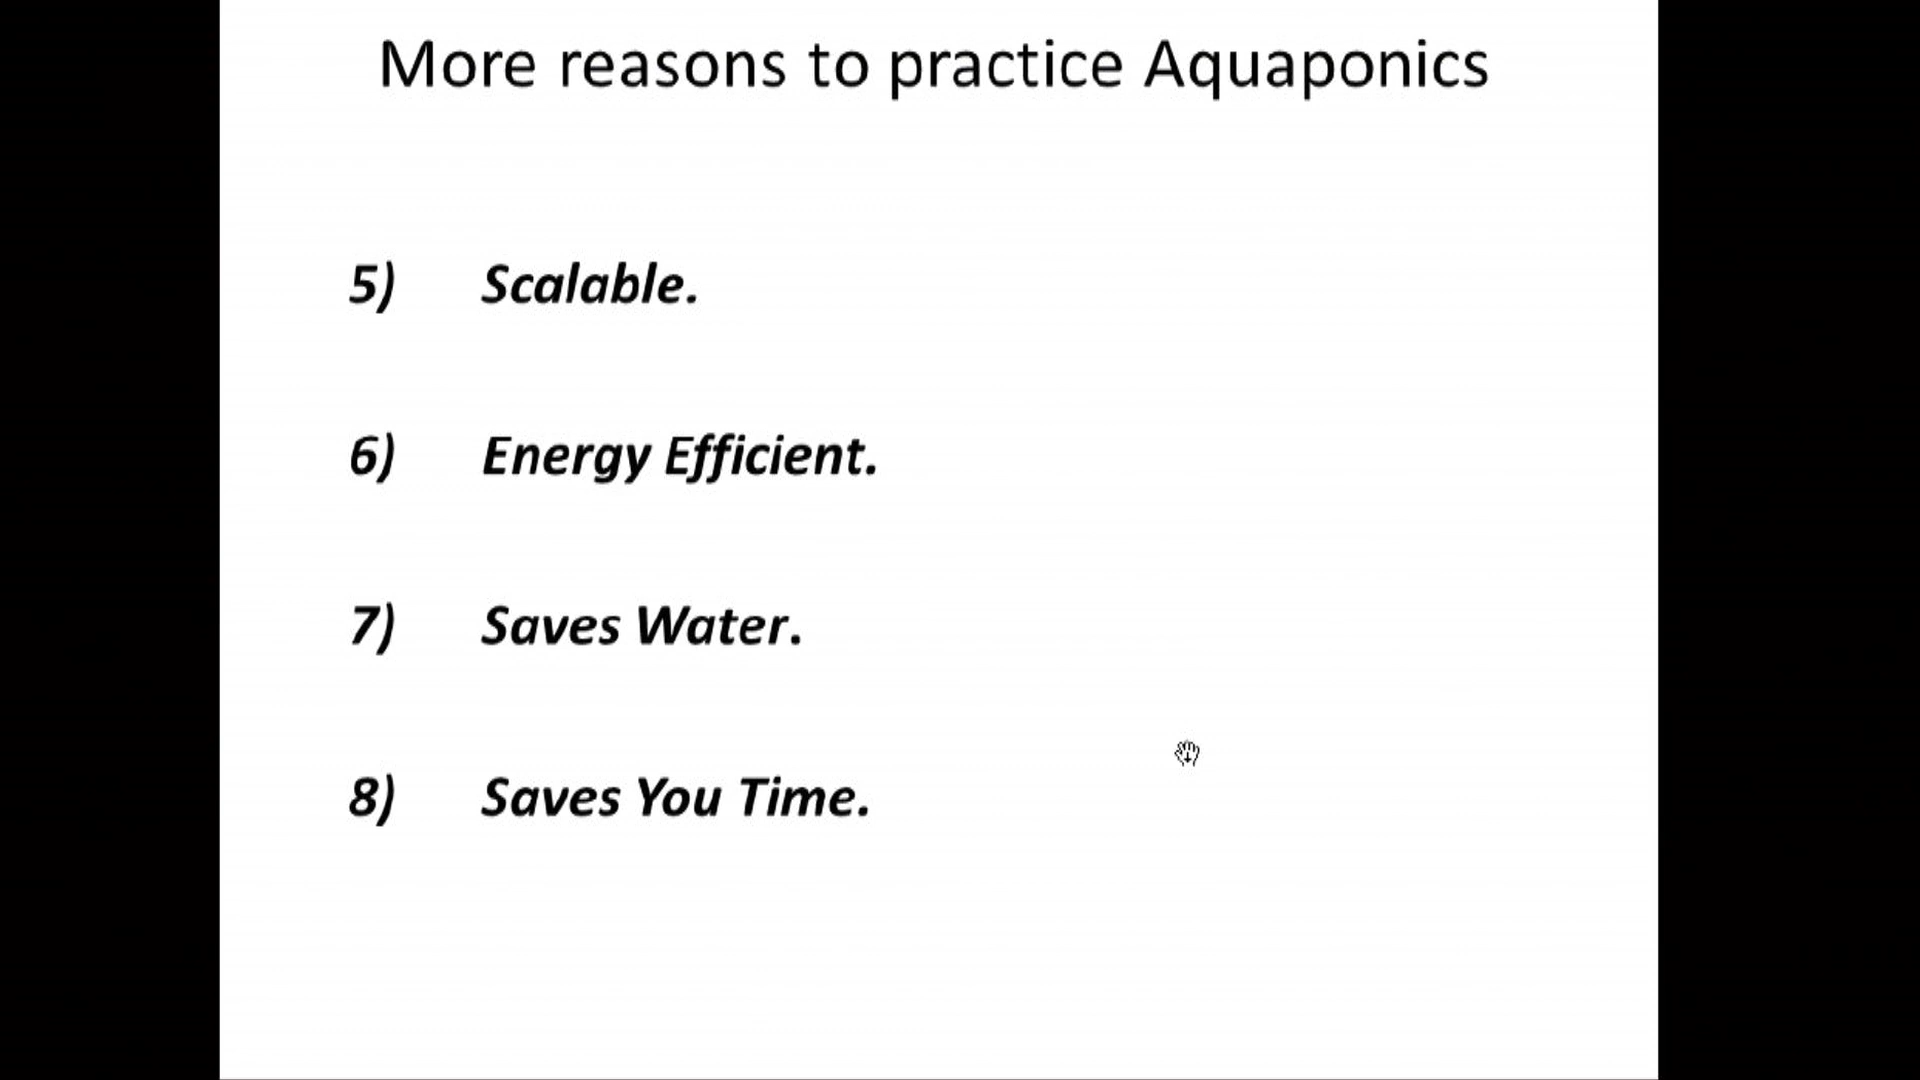 More reasons to practice Aquaponics
5) Scalable.
6) Energy Efficient.
7) Saves Water.
8) Saves You Time.